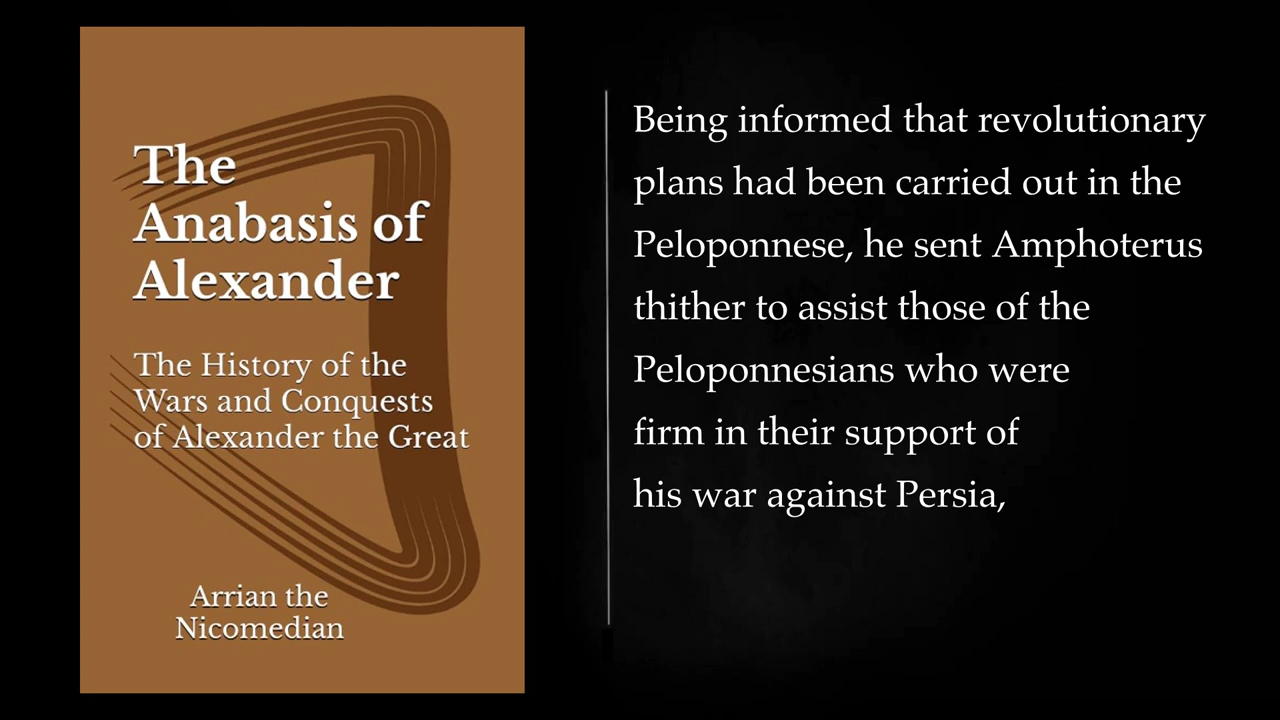 The
Anabasis of
Alexander
The History of the
Wars and Conquests
of Alexander the Great
Arrian the
Nicomedian
Being informed that revolutionary
plans had been carried out in the
Peloponnese, he sent Amphoterus
thither to assist those of the
Peloponnesians who were
firm in their support of
his war against Persia,